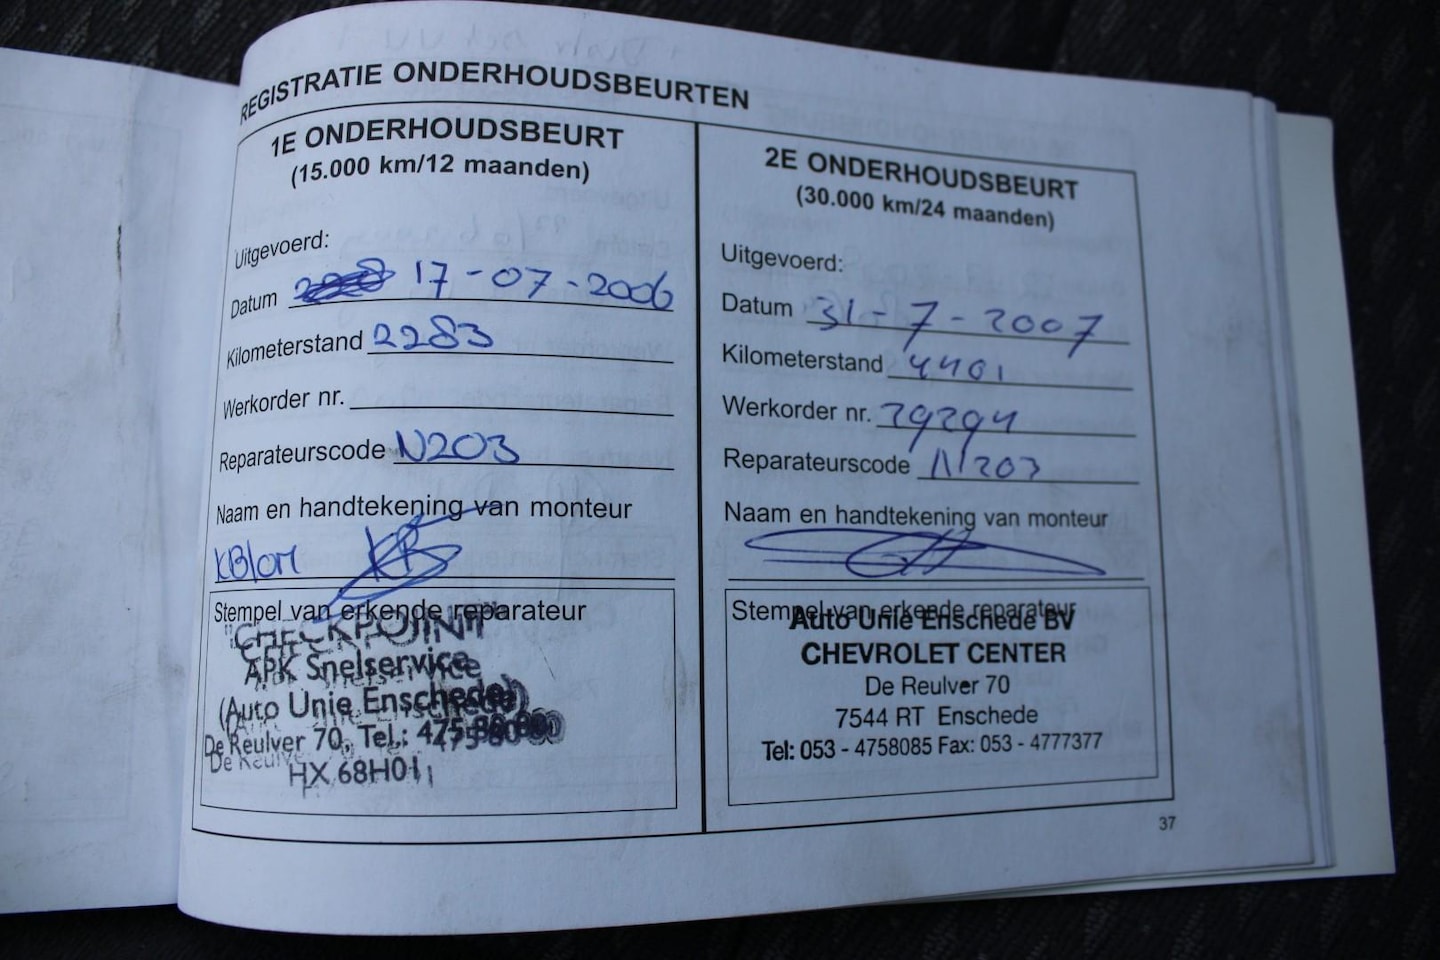 REGISTRATIE ONDERHOUDSBEURTEN
1E ONDERHOUDSBEURT
(15.000 km/12 maanden)
Uitgevoerd:
Datum 17-07-2006
Kilometerstand 2283
Werkorder nr.
Reparateurscode N203
Naam en handtekening van monteur
KBlom
Stempel van erkende reparateur
"CHECKPOINT"
APK Snelservice
(Auto Unie Enschede)
De Reulver 70, Tel.: 475
HX 68H01
2E ONDERHOUDSBEURT
(30.000 km/24 maanden)
Uitgevoerd:
Datum 31-7-2007
Kilometerstand 4401
Werkorder nr. 29294
Reparateurscode N203
Naam en handtekening van monteur
Stempel van erkende reparateur
Auto Unie Enschede BV
CHEVROLET CENTER
De Reulver 70
7544 RT Enschede
Tel: 053 - 4758085 Fax: 053 - 4777377
37